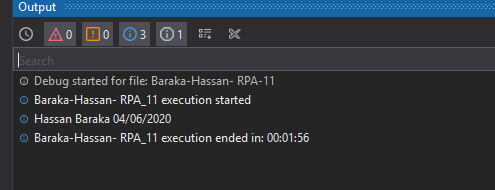 Output
0
0
3
1
Search
Debug started for file: Baraka-Hassan- RPA-11
Baraka-Hassan- RPA_11 execution started
Hassan Baraka 04/06/2020
Baraka-Hassan- RPA_11 execution ended in: 00:01:56